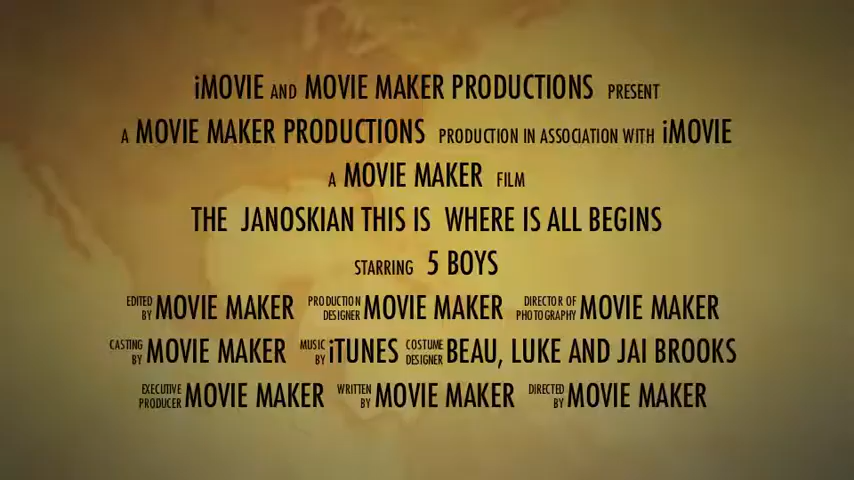 iMOVIE AND MOVIE MAKER PRODUCTIONS PRESENT
A MOVIE MAKER PRODUCTIONS PRODUCTION IN ASSOCIATION WITH iMOVIE
A MOVIE MAKER FILM
THE JANOSKIAN THIS IS WHERE IS ALL BEGINS
STARRING 5 BOYS
EDITED BY MOVIE MAKER PRODUCTION DESIGNER MOVIE MAKER DIRECTOR OF PHOTOGRAPHY MOVIE MAKER
CASTING BY MOVIE MAKER MUSIC BY iTUNES COSTUME DESIGNER BEAU, LUKE AND JAI BROOKS
EXECUTIVE PRODUCER MOVIE MAKER WRITTEN BY MOVIE MAKER DIRECTED BY MOVIE MAKER